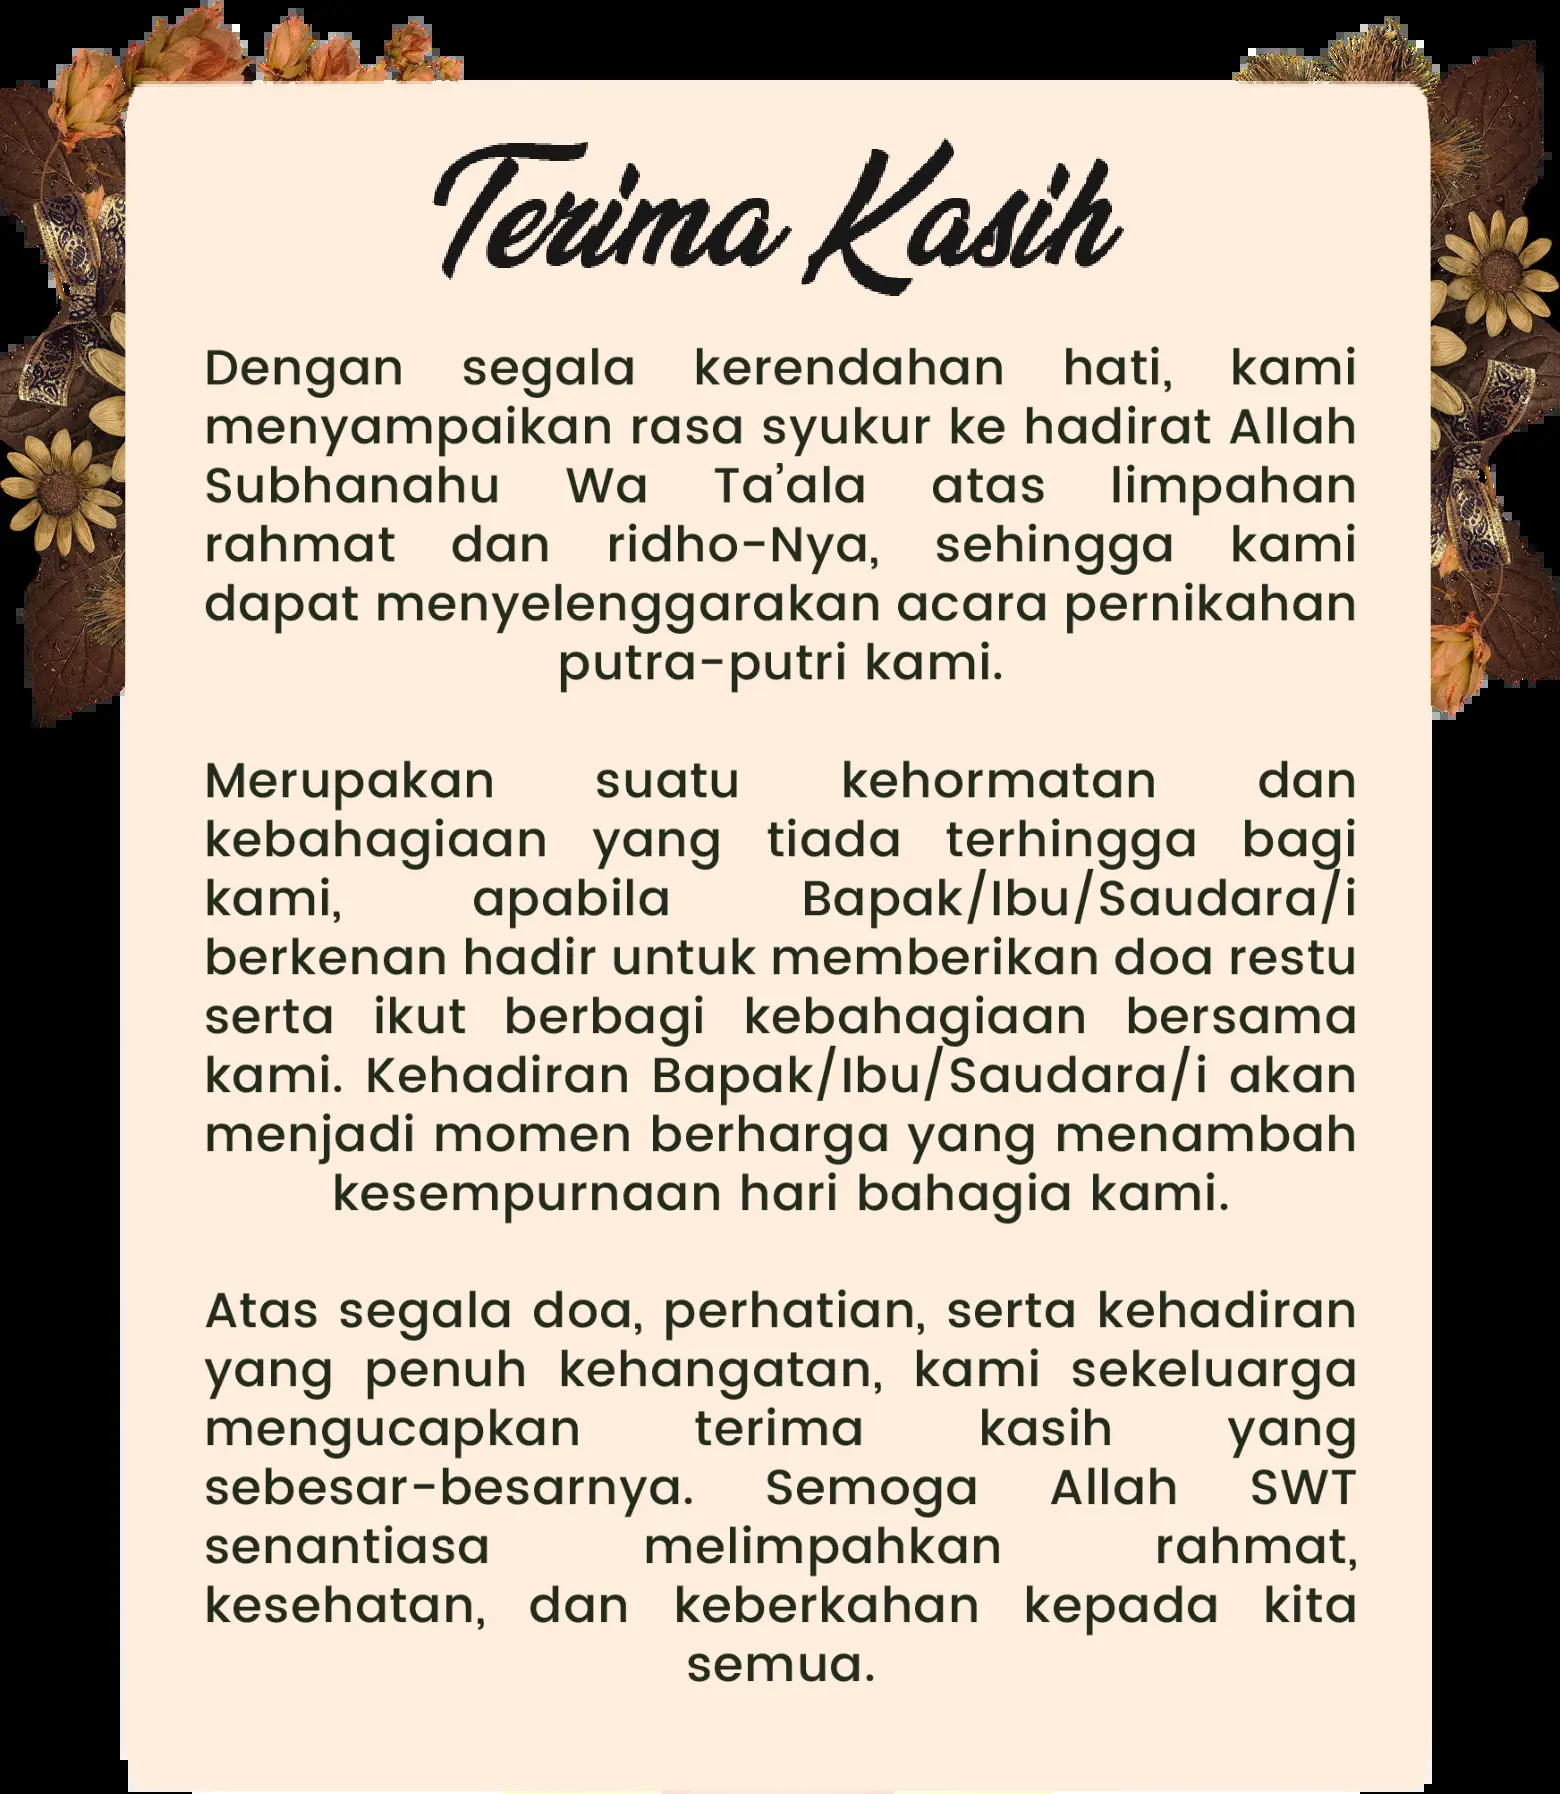 Terima Kasih
Dengan segala kerendahan hati, kami
menyampaikan rasa syukur ke hadirat Allah
Subhanahu Wa Ta’ala atas limpahan
rahmat dan ridho-Nya, sehingga kami
dapat menyelenggarakan acara pernikahan
putra-putri kami.
Merupakan suatu kehormatan dan
kebahagiaan yang tiada terhingga bagi
kami, apabila Bapak/Ibu/Saudara/i
berkenan hadir untuk memberikan doa restu
serta ikut berbagi kebahagiaan bersama
kami. Kehadiran Bapak/Ibu/Saudara/i akan
menjadi momen berharga yang menambah
kesempurnaan hari bahagia kami.
Atas segala doa, perhatian, serta kehadiran
yang penuh kehangatan, kami sekeluarga
mengucapkan terima kasih yang
sebesar-besarnya. Semoga Allah SWT
senantiasa melimpahkan rahmat,
kesehatan, dan keberkahan kepada kita
semua.